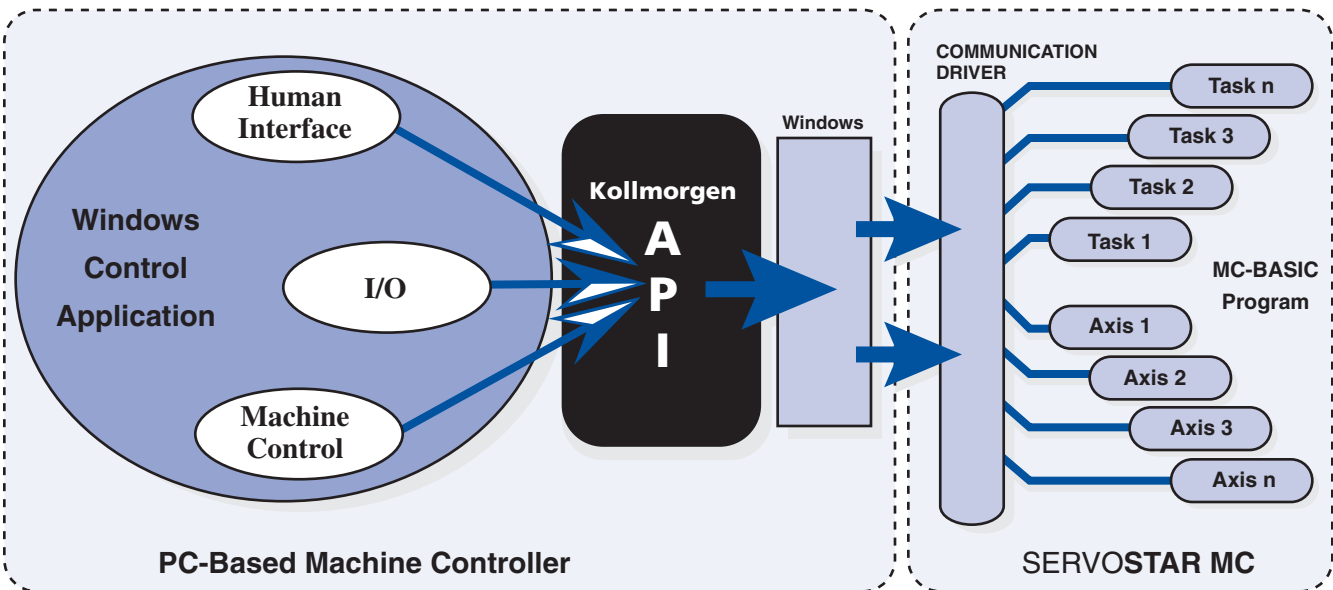 Human
Interface
Windows
Control
Application
I/O
Machine
Control
Kollmorgen
A
P
I
Windows
PC-Based Machine Controller
COMMUNICATION
DRIVER
Task n
Task 3
Task 2
Task 1
MC-BASIC
Program
Axis 1
Axis 2
Axis 3
Axis n
SERVOSTAR MC